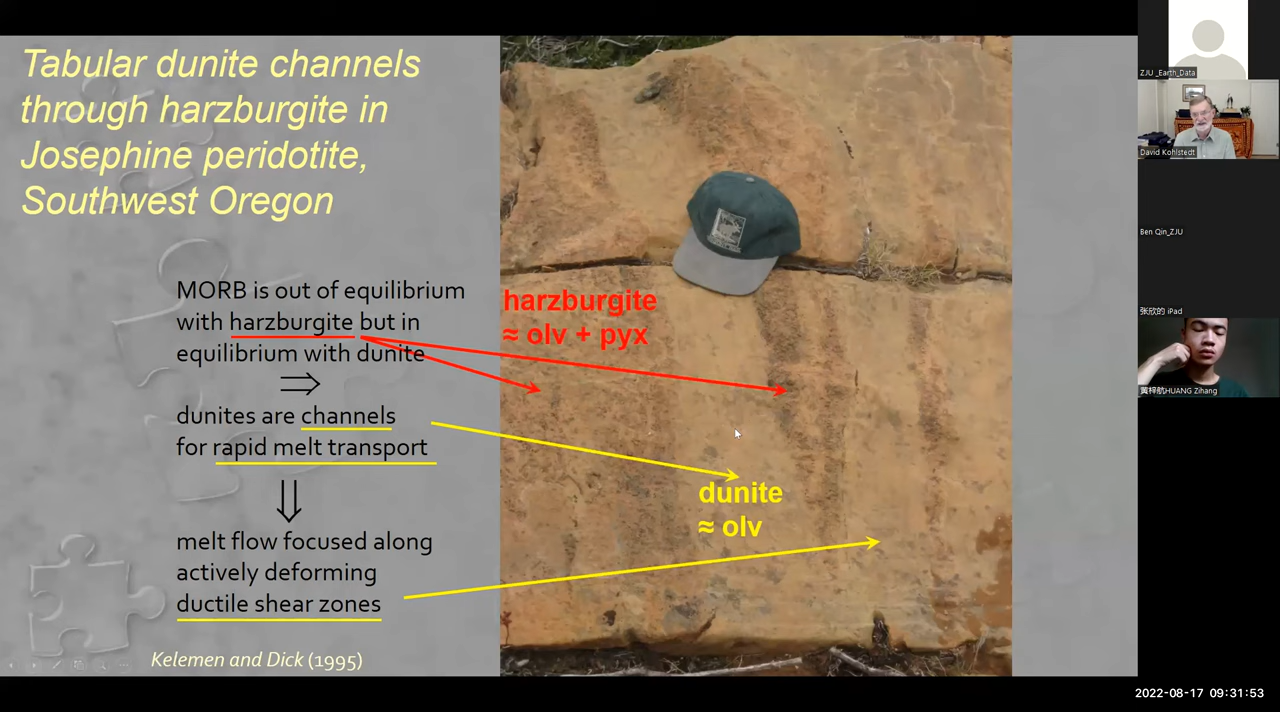 Tabular dunite channels
through harzburgite in
Josephine peridotite,
Southwest Oregon
MORB is out of equilibrium
with harzburgite but in
equilibrium with dunite
⇒
dunites are channels
for rapid melt transport
⇓
melt flow focused along
actively deforming
ductile shear zones
Kelemen and Dick (1995)
harzburgite
≈ olv + pyx
dunite
≈ olv
ZJU _Earth_Data
David Kohlstedt
Ben Qin_ZJU
张欣的 iPad
黄梓航HUANG Zihang
2022-08-17 09:31:53